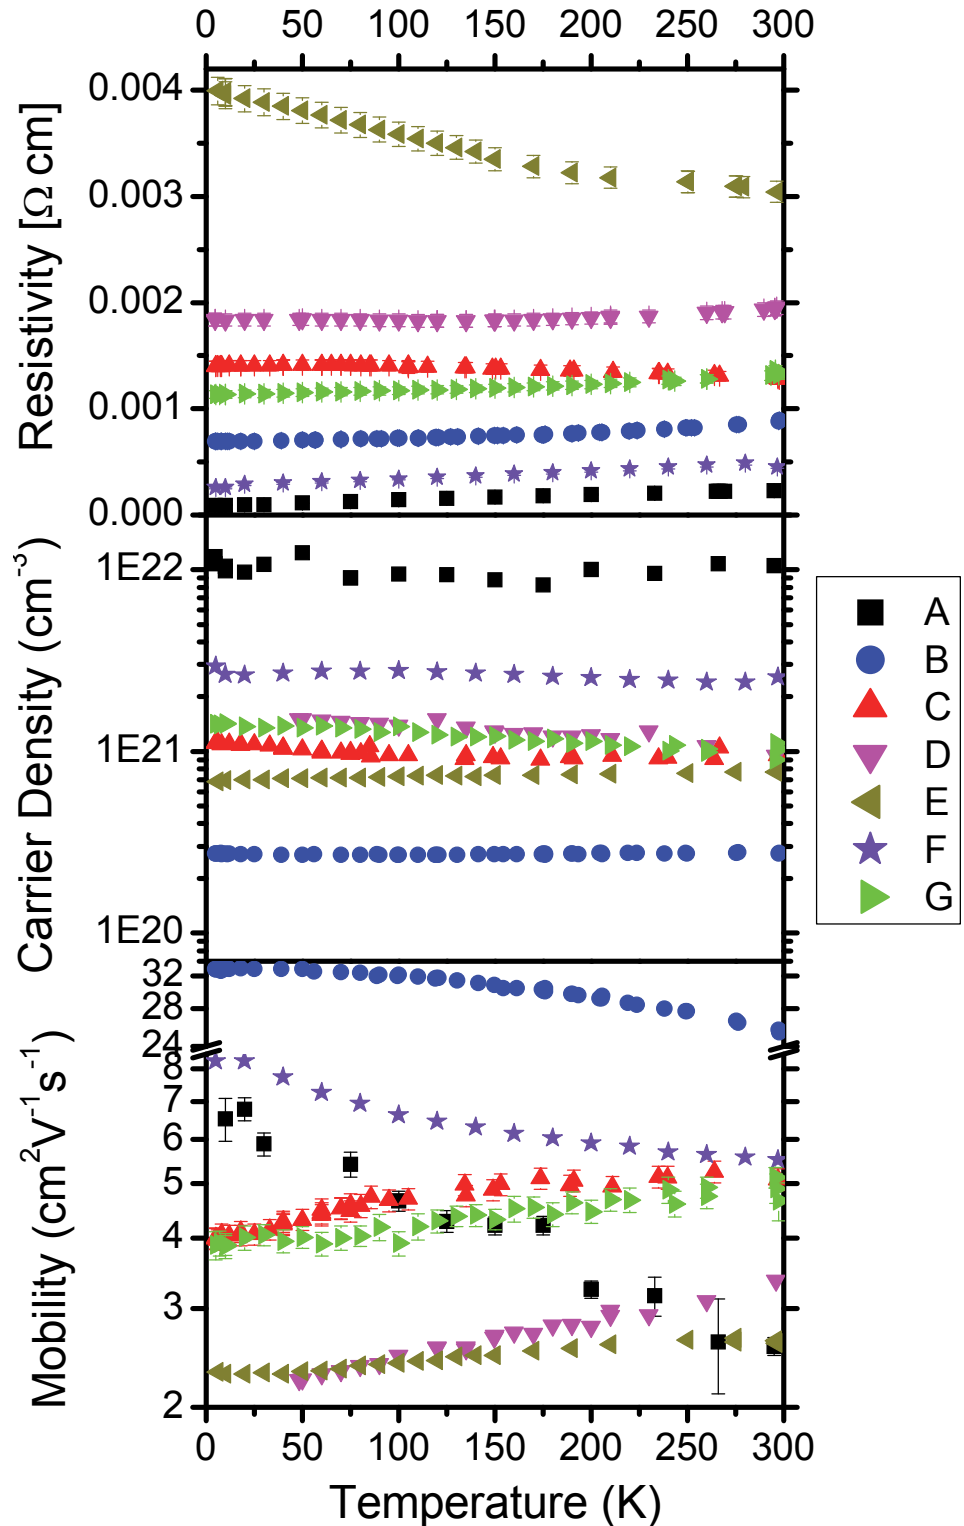 0 50 100 150 200 250 300
Resistivity [Ω cm]
0.004
0.003
0.002
0.001
0.000
Carrier Density (cm⁻³)
1E22
1E21
1E20
Mobility (cm²V⁻¹s⁻¹)
32
28
24
8
7
6
5
4
3
2
0 50 100 150 200 250 300
Temperature (K)
A
B
C
D
E
F
G